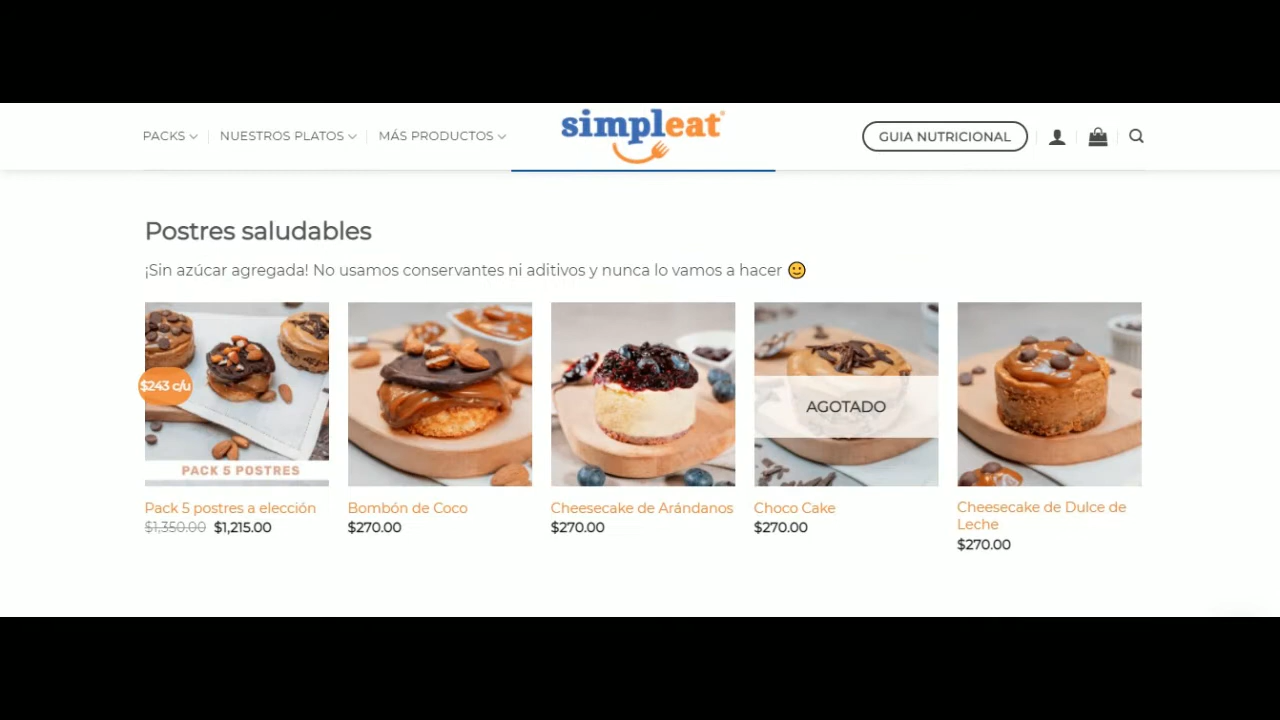 PACKS
NUESTROS PLATOS
MÁS PRODUCTOS
simpleat®
GUIA NUTRICIONAL
Postres saludables
¡Sin azúcar agregada! No usamos conservantes ni aditivos y nunca lo vamos a hacer 🙂
$243 c/u
PACK 5 POSTRES
AGOTADO
Pack 5 postres a elección
$1,350.00 $1,215.00
Bombón de Coco
$270.00
Cheesecake de Arándanos
$270.00
Choco Cake
$270.00
Cheesecake de Dulce de
Leche
$270.00